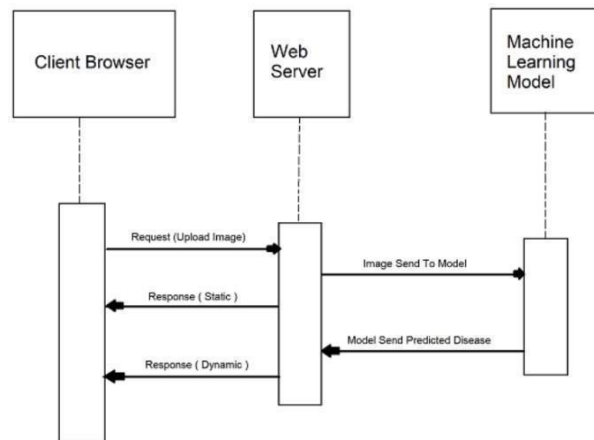 Client Browser
Web
Server
Machine
Learning
Model
Request (Upload Image)
Image Send To Model
Response ( Static )
Model Send Predicted Disease
Response ( Dynamic )